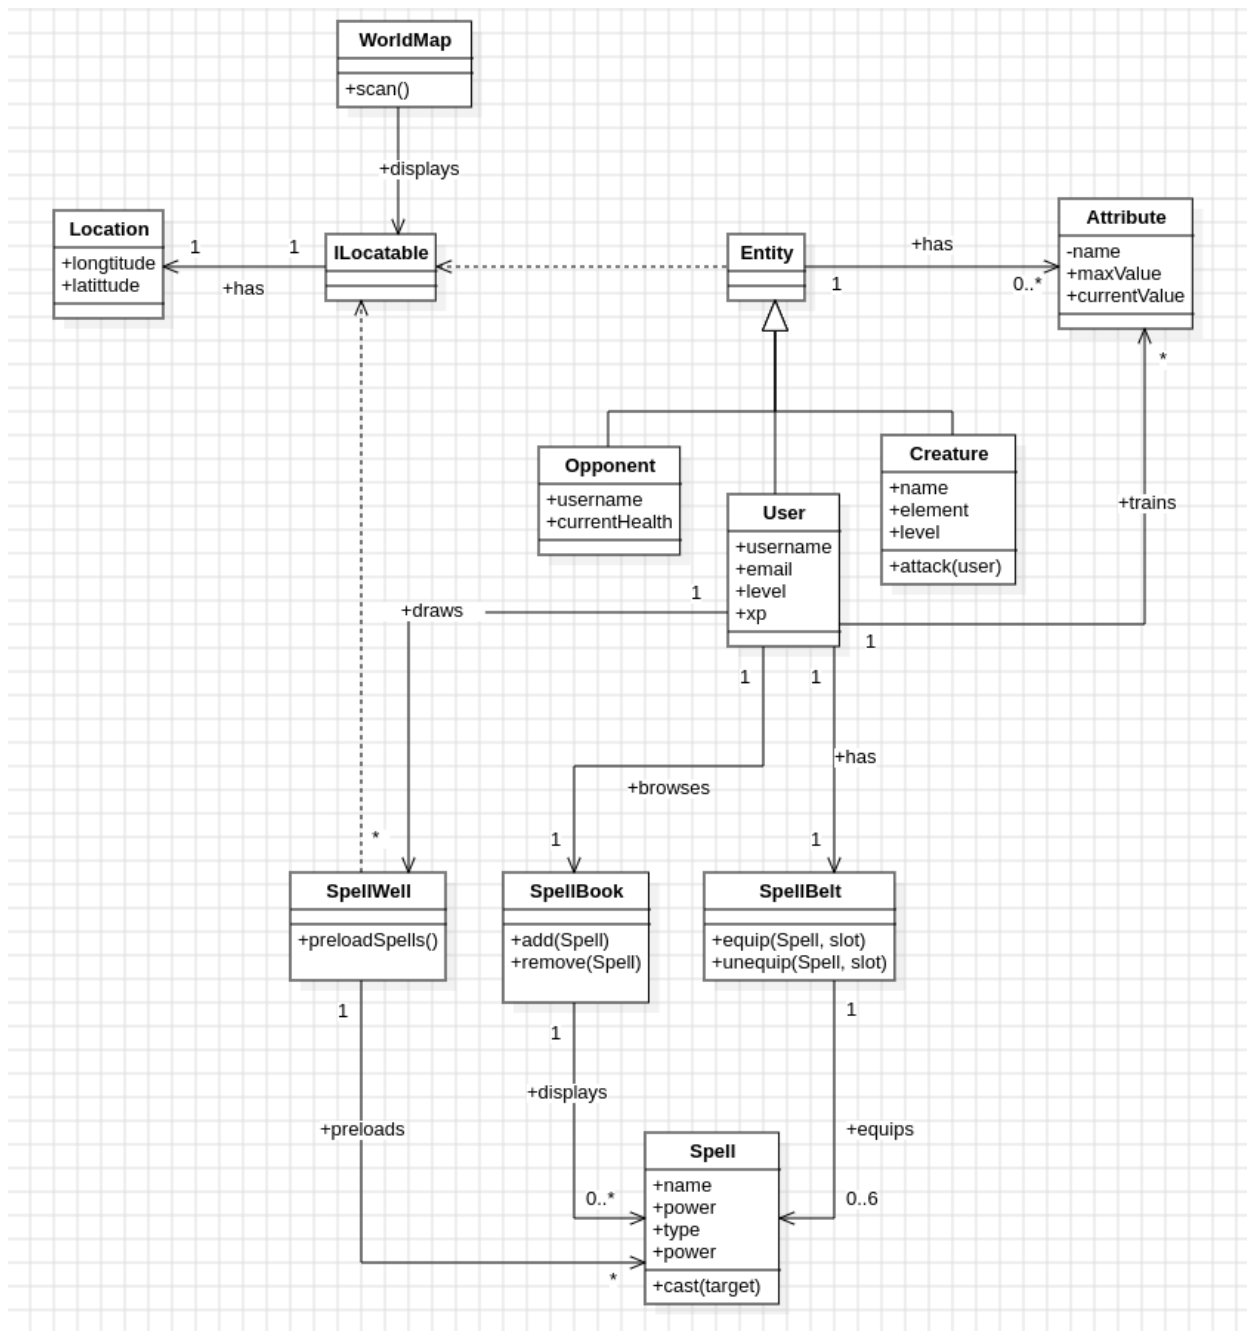 WorldMap
+scan()
+displays
Location
+longtitude
+latittude
1
1
+has
ILocatable
Entity
+has
1
0..*
Attribute
-name
+maxValue
+currentValue
*
Opponent
+username
+currentHealth
User
+username
+email
+level
+xp
Creature
+name
+element
+level
+attack(user)
+trains
1
+draws
1
1
1
+browses
+has
*
1
1
SpellWell
+preloadSpells()
SpellBook
+add(Spell)
+remove(Spell)
SpellBelt
+equip(Spell, slot)
+unequip(Spell, slot)
1
1
1
+displays
+preloads
+equips
0..*
0..6
*
Spell
+name
+power
+type
+power
+cast(target)